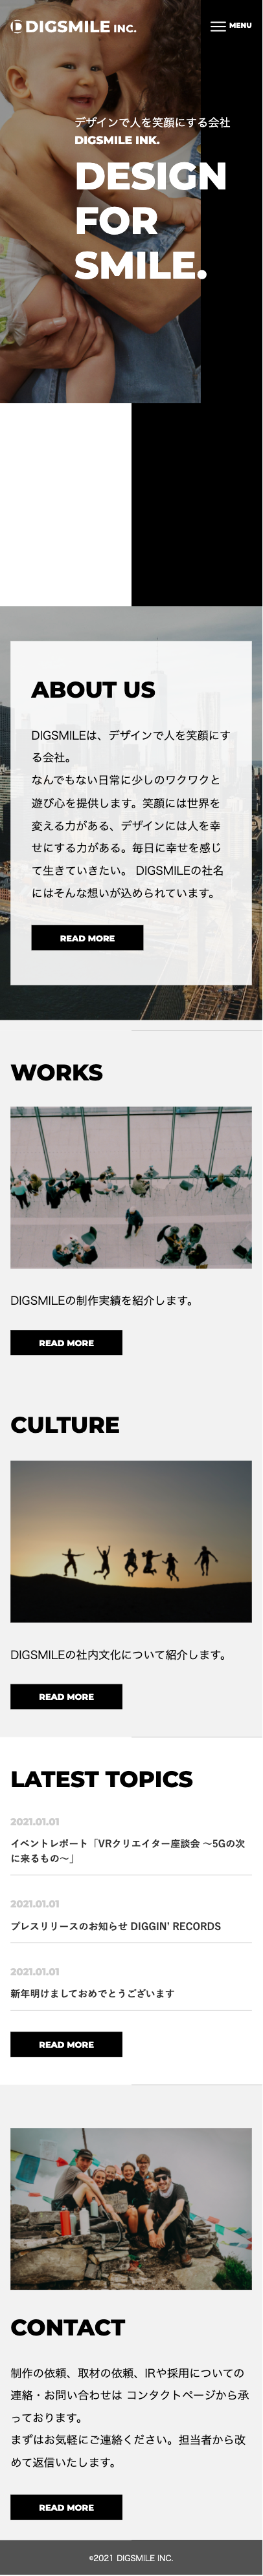 DIGSMILE INC.
MENU
デザインで人を笑顔にする会社
DIGSMILE INK.
DESIGN
FOR
SMILE.
ABOUT US
DIGSMILEは、デザインで人を笑顔にす
る会社。
なんでもない日常に少しのワクワクと
遊び心を提供します。笑顔には世界を
変える力がある、デザインには人を幸
せにする力がある。毎日に幸せを感じ
て生きていきたい。 DIGSMILEの社名
にはそんな想いが込められています。
READ MORE
WORKS
DIGSMILEの制作実績を紹介します。
READ MORE
CULTURE
DIGSMILEの社内文化について紹介します。
READ MORE
LATEST TOPICS
2021.01.01
イベントレポート「VRクリエイター座談会 〜5Gの次
に来るもの〜」
2021.01.01
プレスリリースのお知らせ DIGGIN’ RECORDS
2021.01.01
新年明けましておめでとうございます
READ MORE
CONTACT
制作の依頼、取材の依頼、IRや採用についての
連絡・お問い合わせは コンタクトページから承
っております。
まずはお気軽にご連絡ください。担当者から改
めて返信いたします。
READ MORE
©2021 DIGSMILE INC.